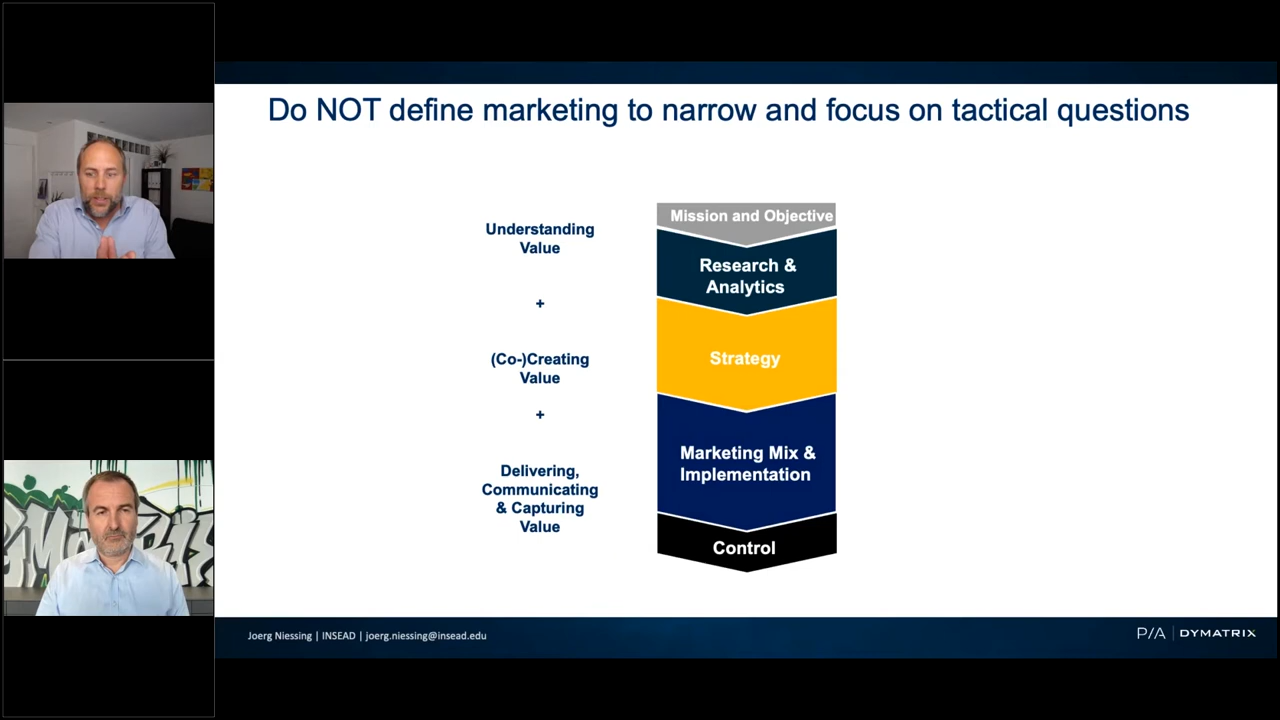 Do NOT define marketing to narrow and focus on tactical questions
Understanding
Value
+
(Co-)Creating
Value
+
Delivering,
Communicating
& Capturing
Value
Mission and Objective
Research &
Analytics
Strategy
Marketing Mix &
Implementation
Control
Joerg Niessing | INSEAD | joerg.niessing@insead.edu
P/A | DYMATRIX